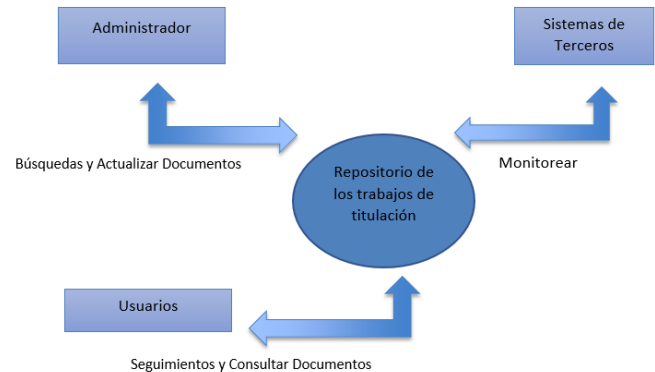 Administrador
Sistemas de
Terceros
Búsquedas y Actualizar Documentos
Monitorear
Repositorio de
los trabajos de
titulación
Usuarios
Seguimientos y Consultar Documentos